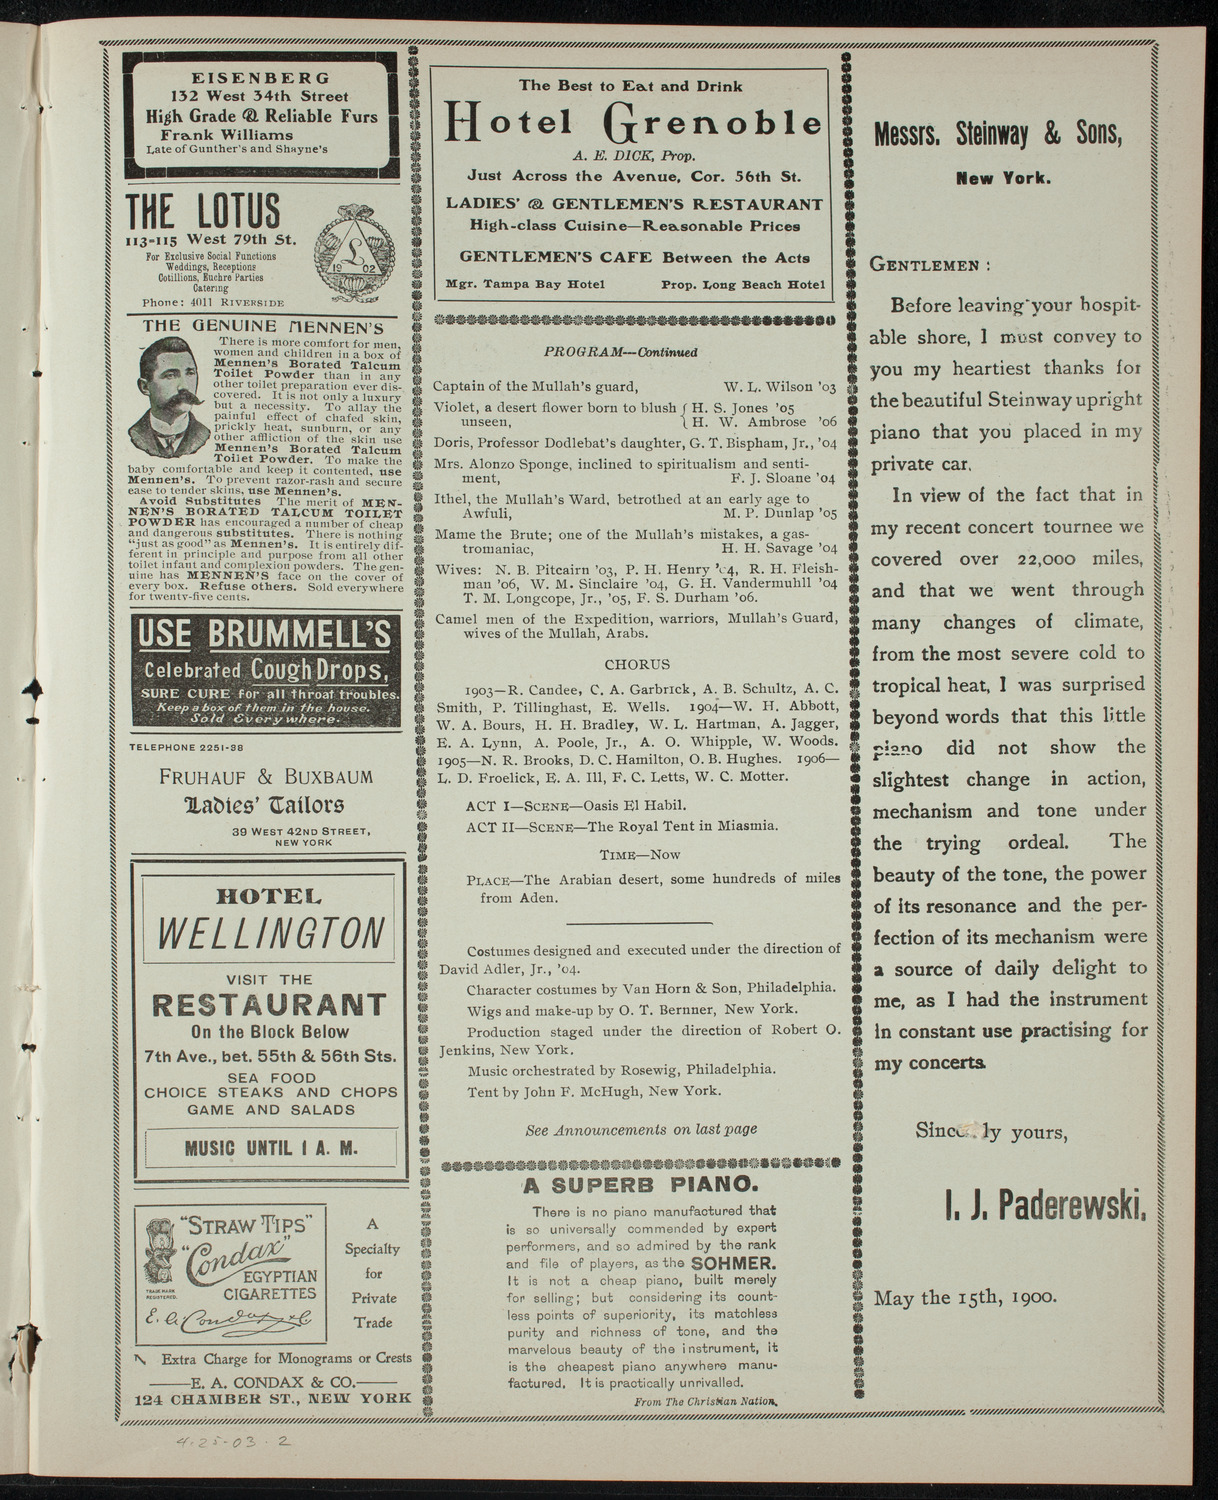 EISENBERG
132 West 34th Street
High Grade & Reliable Furs
Frank Williams
Late of Gunther's and Shayne's
THE LOTUS
113-115 West 79th St.
For Exclusive Social Functions
Weddings, Receptions
Cotillions, Euchre Parties
Catering
Phone: 4011 RIVERSIDE
L
19 02
THE GENUINE MENNEN'S
There is more comfort for men,
women and children in a box of
Mennen's Borated Talcum
Toilet Powder than in any
other toilet preparation ever dis-
covered. It is not only a luxury
but a necessity. To allay the
painful effect of chafed skin,
prickly heat, sunburn, or any
other affliction of the skin use
Mennen's Borated Talcum
Toilet Powder. To make the
baby comfortable and keep it contented, use
Mennen's. To prevent razor-rash and secure
ease to tender skins, use Mennen's.
Avoid Substitutes The merit of MEN-
NEN'S BORATED TALCUM TOILET
POWDER has encouraged a number of cheap
and dangerous substitutes. There is nothing
"just as good" as Mennen's. It is entirely dif-
ferent in principle and purpose from all other
toilet infant and complexion powders. The gen-
uine has MENNEN'S face on the cover of
every box. Refuse others. Sold everywhere
for twenty-five cents.
USE BRUMMELL'S
Celebrated Cough Drops,
SURE CURE for all throat troubles.
Keep a box of them in the house.
Sold Everywhere.
TELEPHONE 2251-38
FRUHAUF & BUXBAUM
Ladies' Tailors
39 WEST 42ND STREET,
NEW YORK
HOTEL
WELLINGTON
VISIT THE
RESTAURANT
On the Block Below
7th Ave., bet. 55th & 56th Sts.
SEA FOOD
CHOICE STEAKS AND CHOPS
GAME AND SALADS
MUSIC UNTIL 1 A. M.
"STRAW TIPS"
"Condax"
EGYPTIAN
CIGARETTES
TRADE MARK
REGISTERED.
E. A. Condax & Co
A
Specialty
for
Private
Trade
Extra Charge for Monograms or Crests
E. A. CONDAX & CO.
124 CHAMBER ST., NEW YORK
The Best to Eat and Drink
Hotel Grenoble
A. E. DICK, Prop.
Just Across the Avenue, Cor. 56th St.
LADIES' & GENTLEMEN'S RESTAURANT
High-class Cuisine—Reasonable Prices
GENTLEMEN'S CAFE Between the Acts
Mgr. Tampa Bay Hotel Prop. Long Beach Hotel
PROGRAM—Continued
Captain of the Mullah's guard, W. L. Wilson '03
Violet, a desert flower born to blush { H. S. Jones '05
unseen, { H. W. Ambrose '06
Doris, Professor Dodlebat's daughter, G. T. Bispham, Jr., '04
Mrs. Alonzo Sponge, inclined to spiritualism and senti-
ment, F. J. Sloane '04
Ithel, the Mullah's Ward, betrothed at an early age to
Awfuli, M. P. Dunlap '05
Mame the Brute; one of the Mullah's mistakes, a gas-
tromaniac, H. H. Savage '04
Wives: N. B. Pitcairn '03, P. H. Henry '04, R. H. Fleish-
man '06, W. M. Sinclaire '04, G. H. Vandermuhll '04
T. M. Longcope, Jr., '05, F. S. Durham '06.
Camel men of the Expedition, warriors, Mullah's Guard,
wives of the Mullah, Arabs.
CHORUS
1903—R. Candee, C. A. Garbrick, A. B. Schultz, A. C.
Smith, P. Tillinghast, E. Wells. 1904—W. H. Abbott,
W. A. Bours, H. H. Bradley, W. L. Hartman, A. Jagger,
E. A. Lynn, A. Poole, Jr., A. O. Whipple, W. Woods.
1905—N. R. Brooks, D. C. Hamilton, O. B. Hughes. 1906—
L. D. Froelick, E. A. Ill, F. C. Letts, W. C. Motter.
ACT I—SCENE—Oasis El Habil.
ACT II—SCENE—The Royal Tent in Miasmia.
TIME—Now
PLACE—The Arabian desert, some hundreds of miles
from Aden.
Costumes designed and executed under the direction of
David Adler, Jr., '04.
Character costumes by Van Horn & Son, Philadelphia.
Wigs and make-up by O. T. Bernner, New York.
Production staged under the direction of Robert O.
Jenkins, New York.
Music orchestrated by Rosewig, Philadelphia.
Tent by John F. McHugh, New York.
See Announcements on last page
A SUPERB PIANO.
There is no piano manufactured that
is so universally commended by expert
performers, and so admired by the rank
and file of players, as the SOHMER.
It is not a cheap piano, built merely
for selling; but considering its count-
less points of superiority, its matchless
purity and richness of tone, and the
marvelous beauty of the instrument, it
is the cheapest piano anywhere manu-
factured. It is practically unrivalled.
From The Christian Nation.
Messrs. Steinway & Sons,
New York.
GENTLEMEN:
Before leaving your hospit-
able shore, I must convey to
you my heartiest thanks for
the beautiful Steinway upright
piano that you placed in my
private car.
In view of the fact that in
my recent concert tournee we
covered over 22,000 miles,
and that we went through
many changes of climate,
from the most severe cold to
tropical heat, I was surprised
beyond words that this little
piano did not show the
slightest change in action,
mechanism and tone under
the trying ordeal. The
beauty of the tone, the power
of its resonance and the per-
fection of its mechanism were
a source of daily delight to
me, as I had the instrument
in constant use practising for
my concerts.
Sincerely yours,
I. J. Paderewski.
May the 15th, 1900.
4-25-03. 2